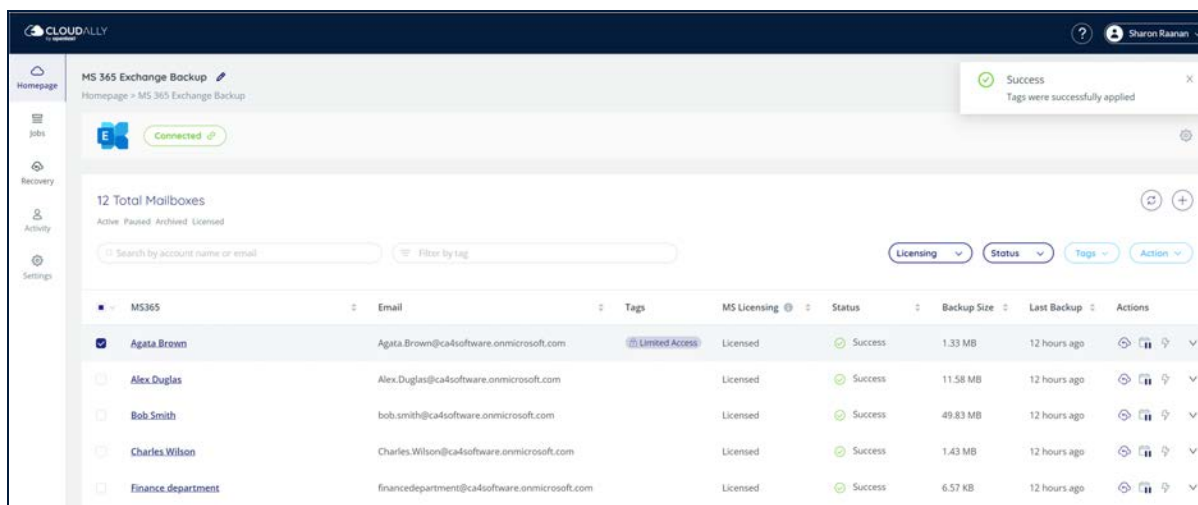 CLOUDALLY
by opentext
? Sharon Raanan
Homepage
Jobs
Recovery
Activity
Settings
MS 365 Exchange Backup
Homepage > MS 365 Exchange Backup
Success
Tags were successfully applied
E Connected
12 Total Mailboxes
Active Paused Archived Licensed
Search by account name or email Filter by tag Licensing Status Tags Action
MS365 Email Tags MS Licensing Status Backup Size Last Backup Actions
Agata Brown Agata.Brown@ca4software.onmicrosoft.com Limited Access Licensed Success 1.33 MB 12 hours ago
Alex Duglas Alex.Duglas@ca4software.onmicrosoft.com Licensed Success 11.58 MB 12 hours ago
Bob Smith bob.smith@ca4software.onmicrosoft.com Licensed Success 49.83 MB 12 hours ago
Charles Wilson Charles.Wilson@ca4software.onmicrosoft.com Licensed Success 1.43 MB 12 hours ago
Finance department financedepartment@ca4software.onmicrosoft.com Licensed Success 6.57 KB 12 hours ago